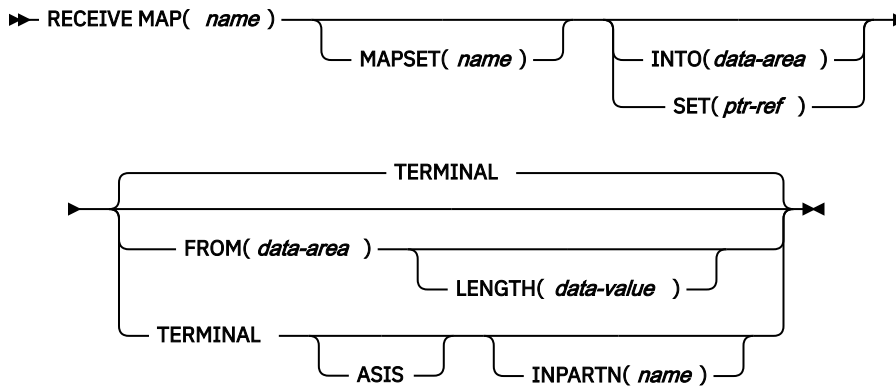 RECEIVE MAP( name )
MAPSET( name )
INTO( data-area )
SET( ptr-ref )
TERMINAL
FROM( data-area )
LENGTH( data-value )
TERMINAL
ASIS
INPARTN( name )